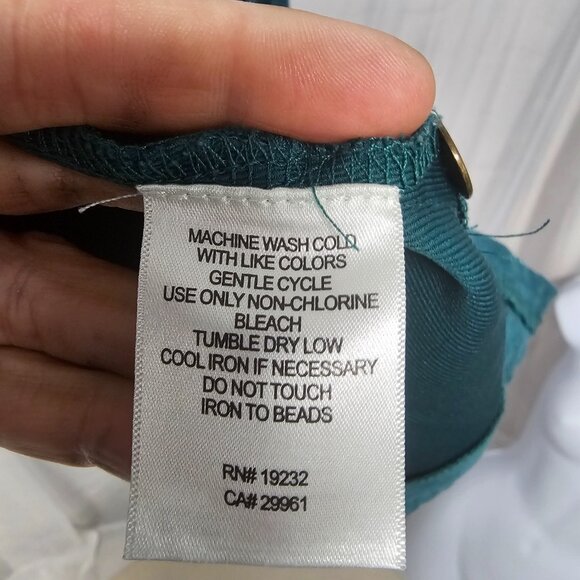 MACHINE WASH COLD
WITH LIKE COLORS
GENTLE CYCLE
USE ONLY NON-CHLORINE
BLEACH
TUMBLE DRY LOW
COOL IRON IF NECESSARY
DO NOT TOUCH
IRON TO BEADS
RN# 19232
CA# 29961